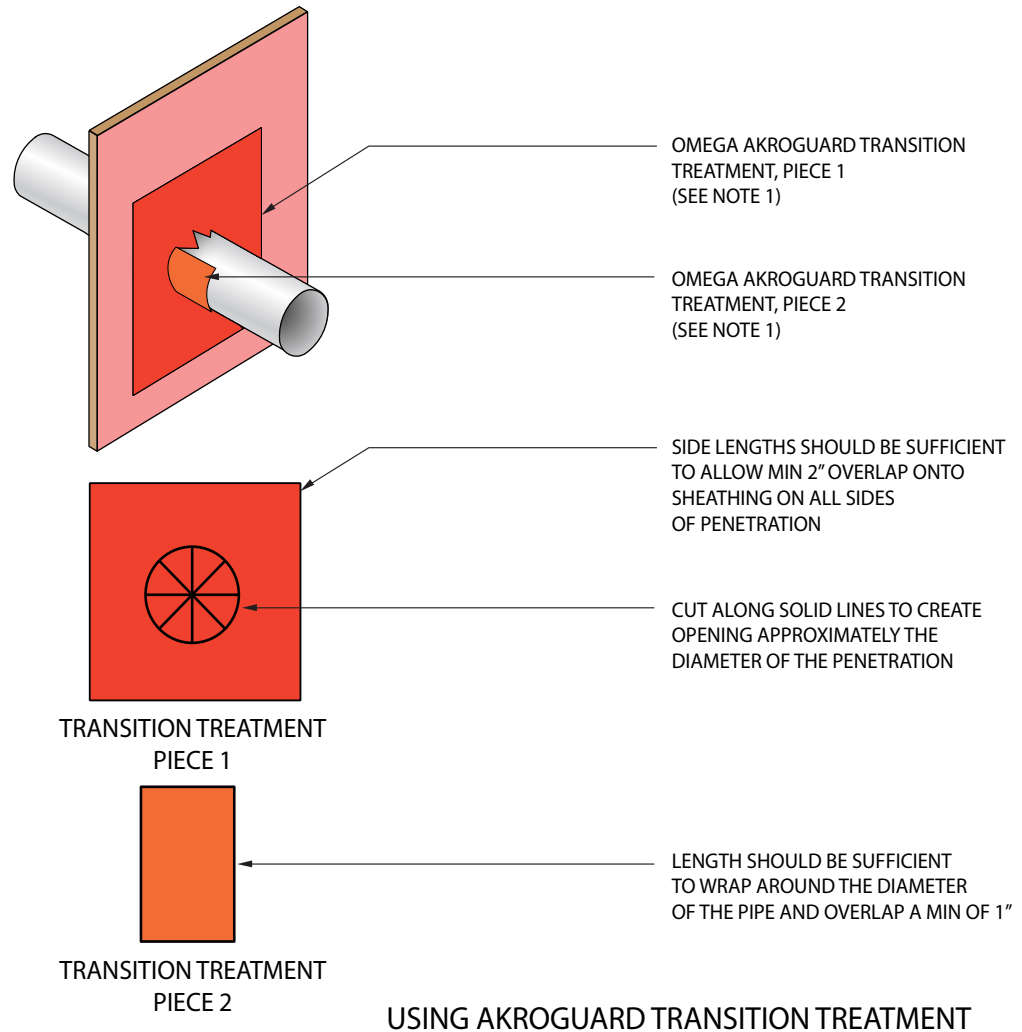 OMEGA AKROGUARD TRANSITION
TREATMENT, PIECE 1
(SEE NOTE 1)
OMEGA AKROGUARD TRANSITION
TREATMENT, PIECE 2
(SEE NOTE 1)
SIDE LENGTHS SHOULD BE SUFFICIENT
TO ALLOW MIN 2" OVERLAP ONTO
SHEATHING ON ALL SIDES
OF PENETRATION
CUT ALONG SOLID LINES TO CREATE
OPENING APPROXIMATELY THE
DIAMETER OF THE PENETRATION
TRANSITION TREATMENT
PIECE 1
LENGTH SHOULD BE SUFFICIENT
TO WRAP AROUND THE DIAMETER
OF THE PIPE AND OVERLAP A MIN OF 1"
TRANSITION TREATMENT
PIECE 2
USING AKROGUARD TRANSITION TREATMENT